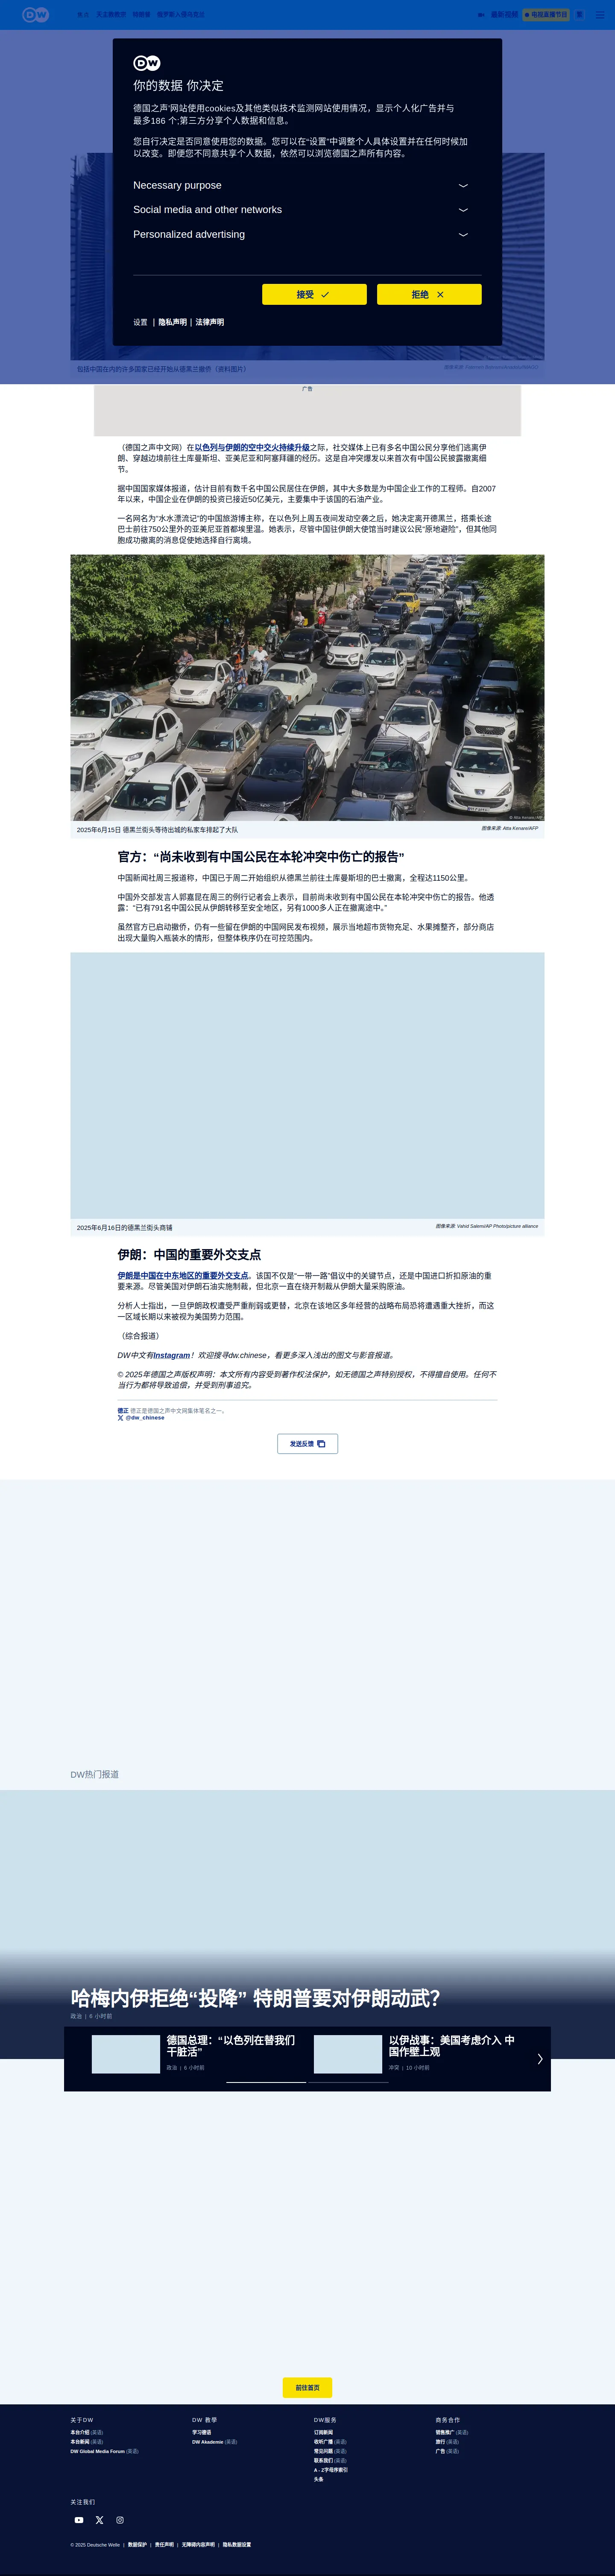 DW
最新视频
电视直播节目
DW
你的数据 你决定
德国之声'网站使用cookies及其他类似技术监测网站使用情况，显示个人化广告并与
最多186 个;第三方分享个人数据和信息。
您自行决定是否同意使用您的数据。您可以在“设置”中调整个人具体设置并在任何时候加
以改变。即便您不同意共享个人数据，依然可以浏览德国之声所有内容。
Necessary purpose
Social media and other networks
Personalized advertising
接受
拒绝
设置 | 隐私声明 | 法律声明
包括中国在内的许多国家已经开始从德黑兰撤侨（资料图片）
广告
（德国之声中文网）在以色列与伊朗的空中交火持续升级之际，社交媒体上已有多名中国公民分享他们逃离伊
朗、穿越边境前往土库曼斯坦、亚美尼亚和阿塞拜疆的经历。这是自冲突爆发以来首次有中国公民披露撤离细
节。
据中国国家媒体报道，估计目前有数千名中国公民居住在伊朗，其中大多数是为中国企业工作的工程师。自2007
年以来，中国企业在伊朗的投资已接近50亿美元，主要集中于该国的石油产业。
一名网名为“水水漂流记”的中国旅游博主称，在以色列上周五夜间发动空袭之后，她决定离开德黑兰，搭乘长途
巴士前往750公里外的亚美尼亚首都埃里温。她表示，尽管中国驻伊朗大使馆当时建议公民“原地避险”，但其他同
胞成功撤离的消息促使她选择自行离境。
© Atta Kenare/AFP
2025年6月15日 德黑兰街头等待出城的私家车排起了大队
图像来源: Atta Kenare/AFP
官方：“尚未收到有中国公民在本轮冲突中伤亡的报告”
中国新闻社周三报道称，中国已于周二开始组织从德黑兰前往土库曼斯坦的巴士撤离，全程达1150公里。
中国外交部发言人郭嘉昆在周三的例行记者会上表示，目前尚未收到有中国公民在本轮冲突中伤亡的报告。他透
露：“已有791名中国公民从伊朗转移至安全地区，另有1000多人正在撤离途中。”
虽然官方已启动撤侨，仍有一些留在伊朗的中国网民发布视频，展示当地超市货物充足、水果摊整齐，部分商店
出现大量购入瓶装水的情形，但整体秩序仍在可控范围内。
2025年6月16日的德黑兰街头商铺
图像来源: Vahid Salemi/AP Photo/picture alliance
伊朗：中国的重要外交支点
伊朗是中国在中东地区的重要外交支点。该国不仅是“一带一路”倡议中的关键节点，还是中国进口折扣原油的重
要来源。尽管美国对伊朗石油实施制裁，但北京一直在绕开制裁从伊朗大量采购原油。
分析人士指出，一旦伊朗政权遭受严重削弱或更替，北京在该地区多年经营的战略布局恐将遭遇重大挫折，而这
一区域长期以来被视为美国势力范围。
（综合报道）
DW中文有Instagram！欢迎搜寻dw.chinese，看更多深入浅出的图文与影音报道。
© 2025年德国之声版权声明：本文所有内容受到著作权法保护，如无德国之声特别授权，不得擅自使用。任何不
当行为都将导致追偿，并受到刑事追究。
德正 德正是德国之声中文网集体笔名之一。
@dw_chinese
发送反馈
DW热门报道
哈梅内伊拒绝“投降” 特朗普要对伊朗动武？
政治 | 6 小时前
德国总理：“以色列在替我们
干脏活”
政治 | 6 小时前
以伊战事：美国考虑介入 中
国作壁上观
冲突 | 10 小时前
前往首页
关于DW
本台介绍 (英语)
本台新闻 (英语)
DW Global Media Forum (英语)
DW 教学
学习德语
DW Akademie (英语)
DW服务
订阅新闻
收听广播 (英语)
常见问题 (英语)
联系我们 (英语)
A - Z字母序索引
头条
商务合作
销售推广 (英语)
旅行 (英语)
广告 (英语)
关注我们
© 2025 Deutsche Welle | 数据保护 | 责任声明 | 无障碍内容声明 | 隐私数据设置